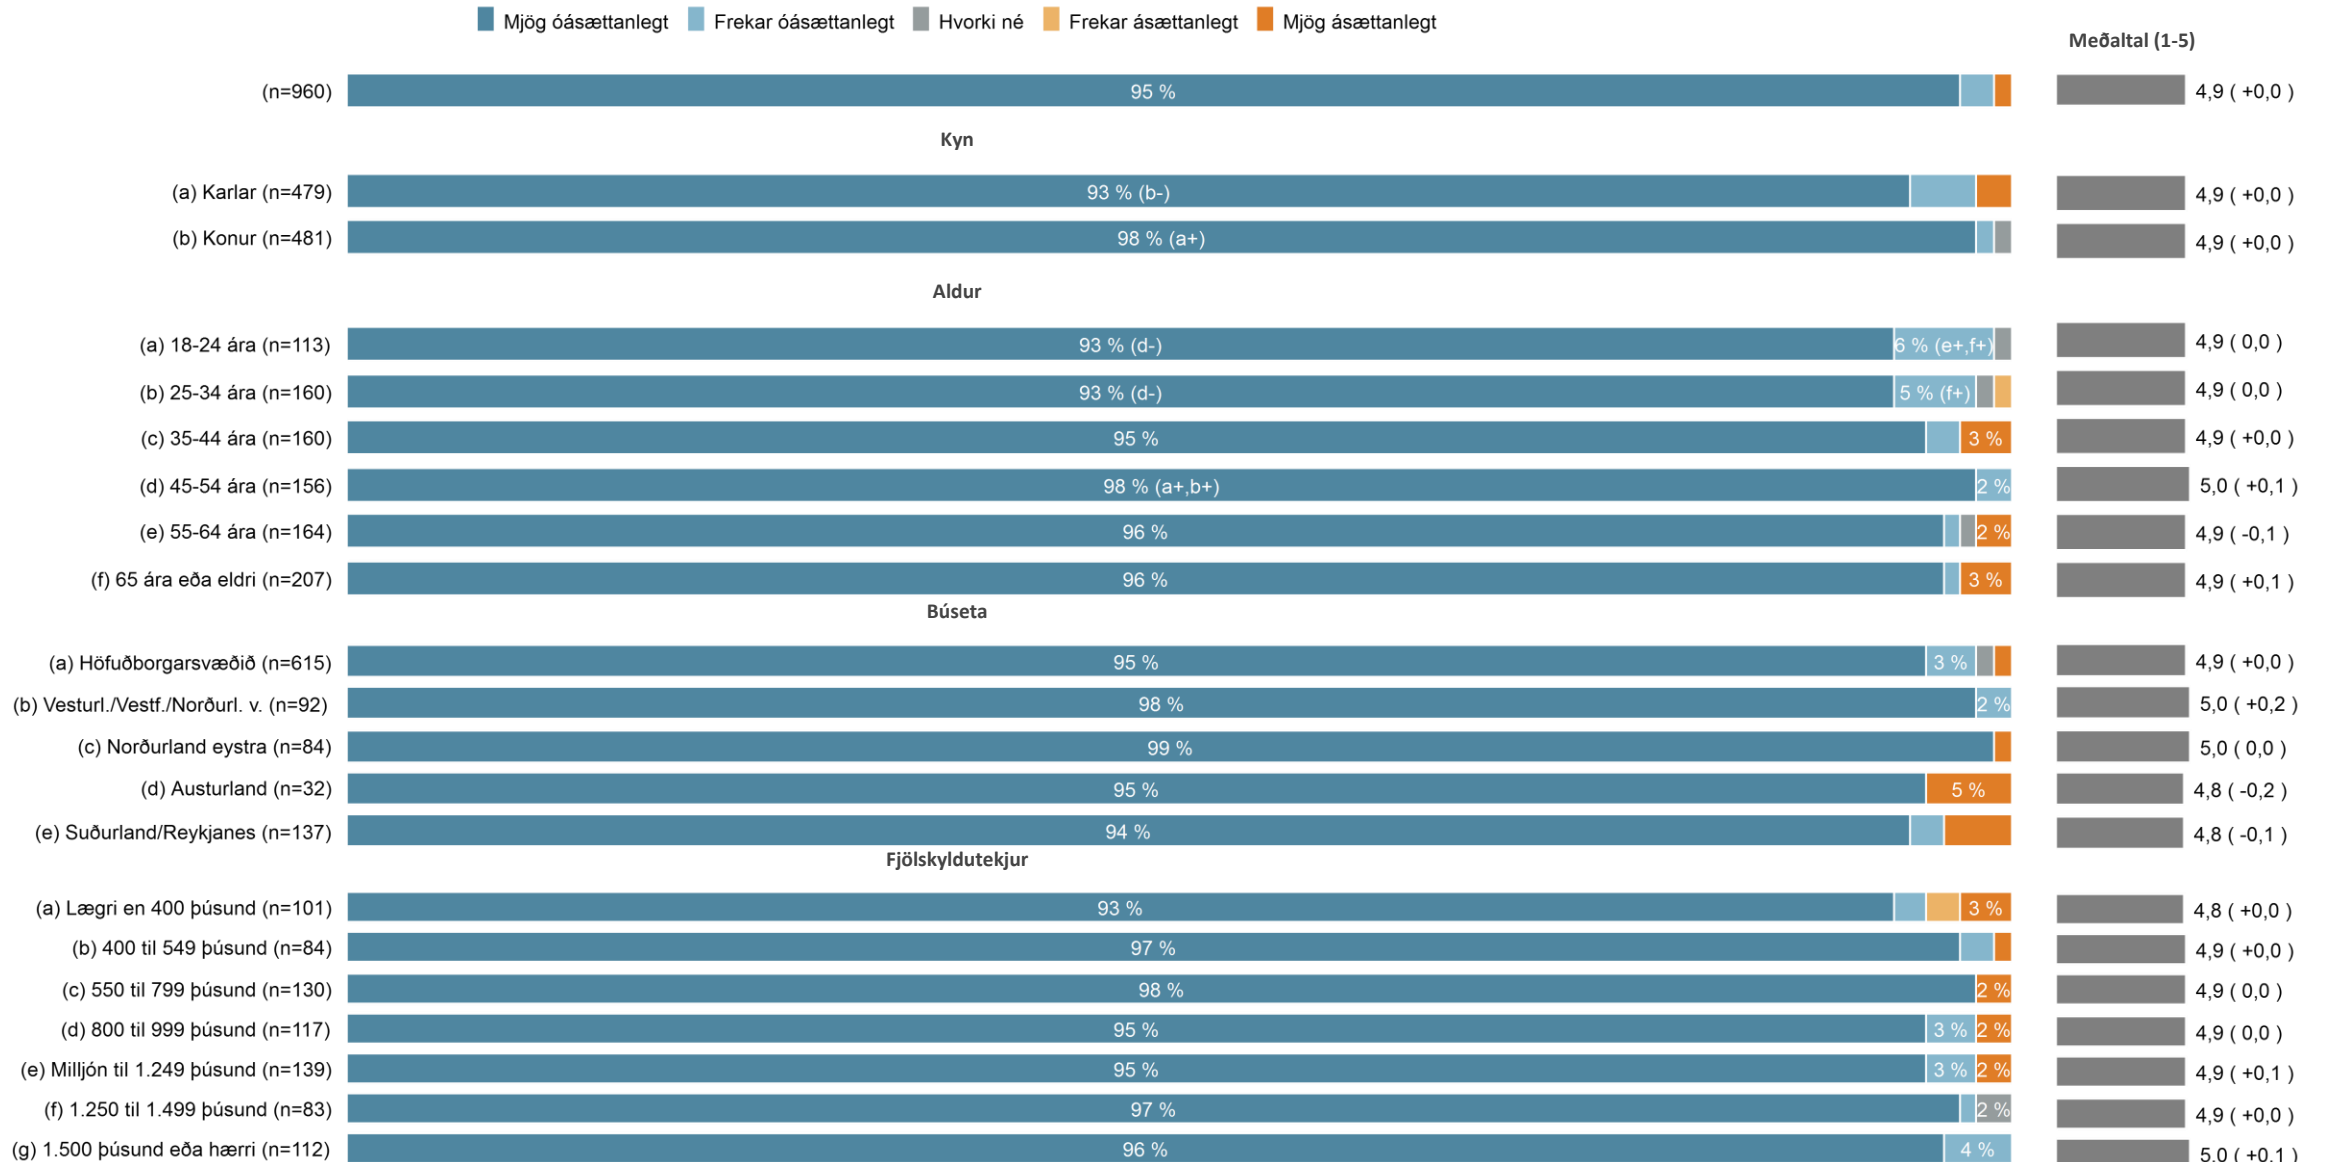 Mjög óásættanlegt Frekar óásættanlegt Hvorki né Frekar ásættanlegt Mjög ásættanlegt
Meðaltal (1-5)
(n=960) 95 % 4,9 ( +0,0 )
Kyn
(a) Karlar (n=479) 93 % (b-) 4,9 ( +0,0 )
(b) Konur (n=481) 98 % (a+) 4,9 ( +0,0 )
Aldur
(a) 18-24 ára (n=113) 93 % (d-) 6 % (e+,f+) 4,9 ( 0,0 )
(b) 25-34 ára (n=160) 93 % (d-) 5 % (f+) 4,9 ( 0,0 )
(c) 35-44 ára (n=160) 95 % 3 % 4,9 ( +0,0 )
(d) 45-54 ára (n=156) 98 % (a+,b+) 2 % 5,0 ( +0,1 )
(e) 55-64 ára (n=164) 96 % 2 % 4,9 ( -0,1 )
(f) 65 ára eða eldri (n=207) 96 % 3 % 4,9 ( +0,1 )
Búseta
(a) Höfuðborgarsvæðið (n=615) 95 % 3 % 4,9 ( +0,0 )
(b) Vesturl./Vestf./Norðurl. v. (n=92) 98 % 2 % 5,0 ( +0,2 )
(c) Norðurland eystra (n=84) 99 % 5,0 ( 0,0 )
(d) Austurland (n=32) 95 % 5 % 4,8 ( -0,2 )
(e) Suðurland/Reykjanes (n=137) 94 % 4,8 ( -0,1 )
Fjölskyldutekjur
(a) Lægri en 400 þúsund (n=101) 93 % 3 % 4,8 ( +0,0 )
(b) 400 til 549 þúsund (n=84) 97 % 4,9 ( +0,0 )
(c) 550 til 799 þúsund (n=130) 98 % 2 % 4,9 ( 0,0 )
(d) 800 til 999 þúsund (n=117) 95 % 3 % 2 % 4,9 ( 0,0 )
(e) Milljón til 1.249 þúsund (n=139) 95 % 3 % 2 % 4,9 ( +0,1 )
(f) 1.250 til 1.499 þúsund (n=83) 97 % 2 % 4,9 ( +0,0 )
(g) 1.500 þúsund eða hærri (n=112) 96 % 4 % 5,0 ( +0,1 )